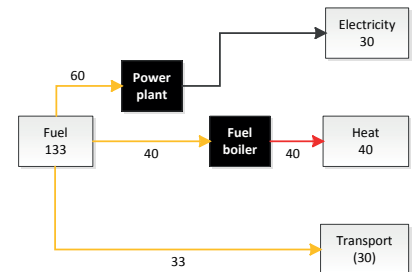 Electricity
30
60
Power
plant
Fuel
133
40
Fuel
boiler
40
Heat
40
33
Transport
(30)